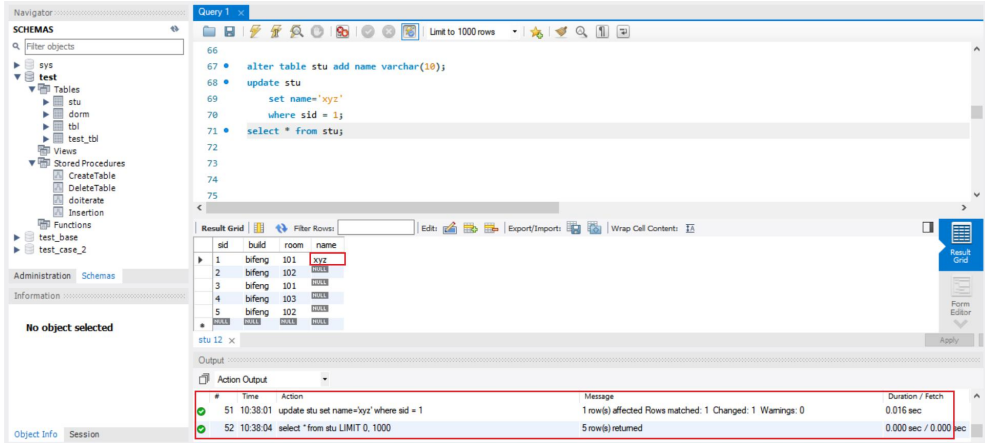 Navigator
SCHEMAS
Filter objects
sys
test
Tables
stu
dorm
tbl
test_tbl
Views
Stored Procedures
CreateTable
DeleteTable
doiterate
Insertion
Functions
test_base
test_case_2
Administration Schemas
Information
No object selected
Object Info Session
Query 1
Limit to 1000 rows
66
67 alter table stu add name varchar(10);
68 update stu
69 set name='xyz'
70 where sid = 1;
71 select * from stu;
72
73
74
75
Result Grid Filter Rows: Edit: Export/Import: Wrap Cell Content:
sid build room name
1 bifeng 101 xyz
2 bifeng 102 NULL
3 bifeng 101 NULL
4 bifeng 103 NULL
5 bifeng 102 NULL
NULL NULL NULL NULL
Result
Grid
Form
Editor
stu 12 Apply
Output
Action Output
# Time Action Message Duration / Fetch
51 10:38:01 update stu set name='xyz' where sid = 1 1 row(s) affected Rows matched: 1 Changed: 1 Warnings: 0 0.016 sec
52 10:38:04 select * from stu LIMIT 0, 1000 5 row(s) returned 0.000 sec / 0.000 sec